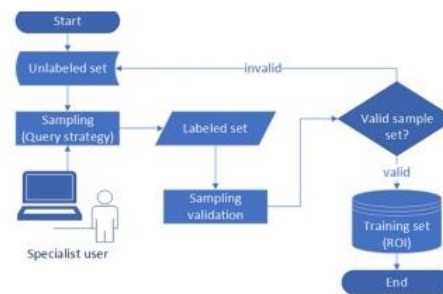 Start
Unlabeled set
invalid
Sampling
(Query strategy)
Labeled set
Valid sample
set?
Sampling
validation
valid
Training set
(ROI)
Specialist user
End